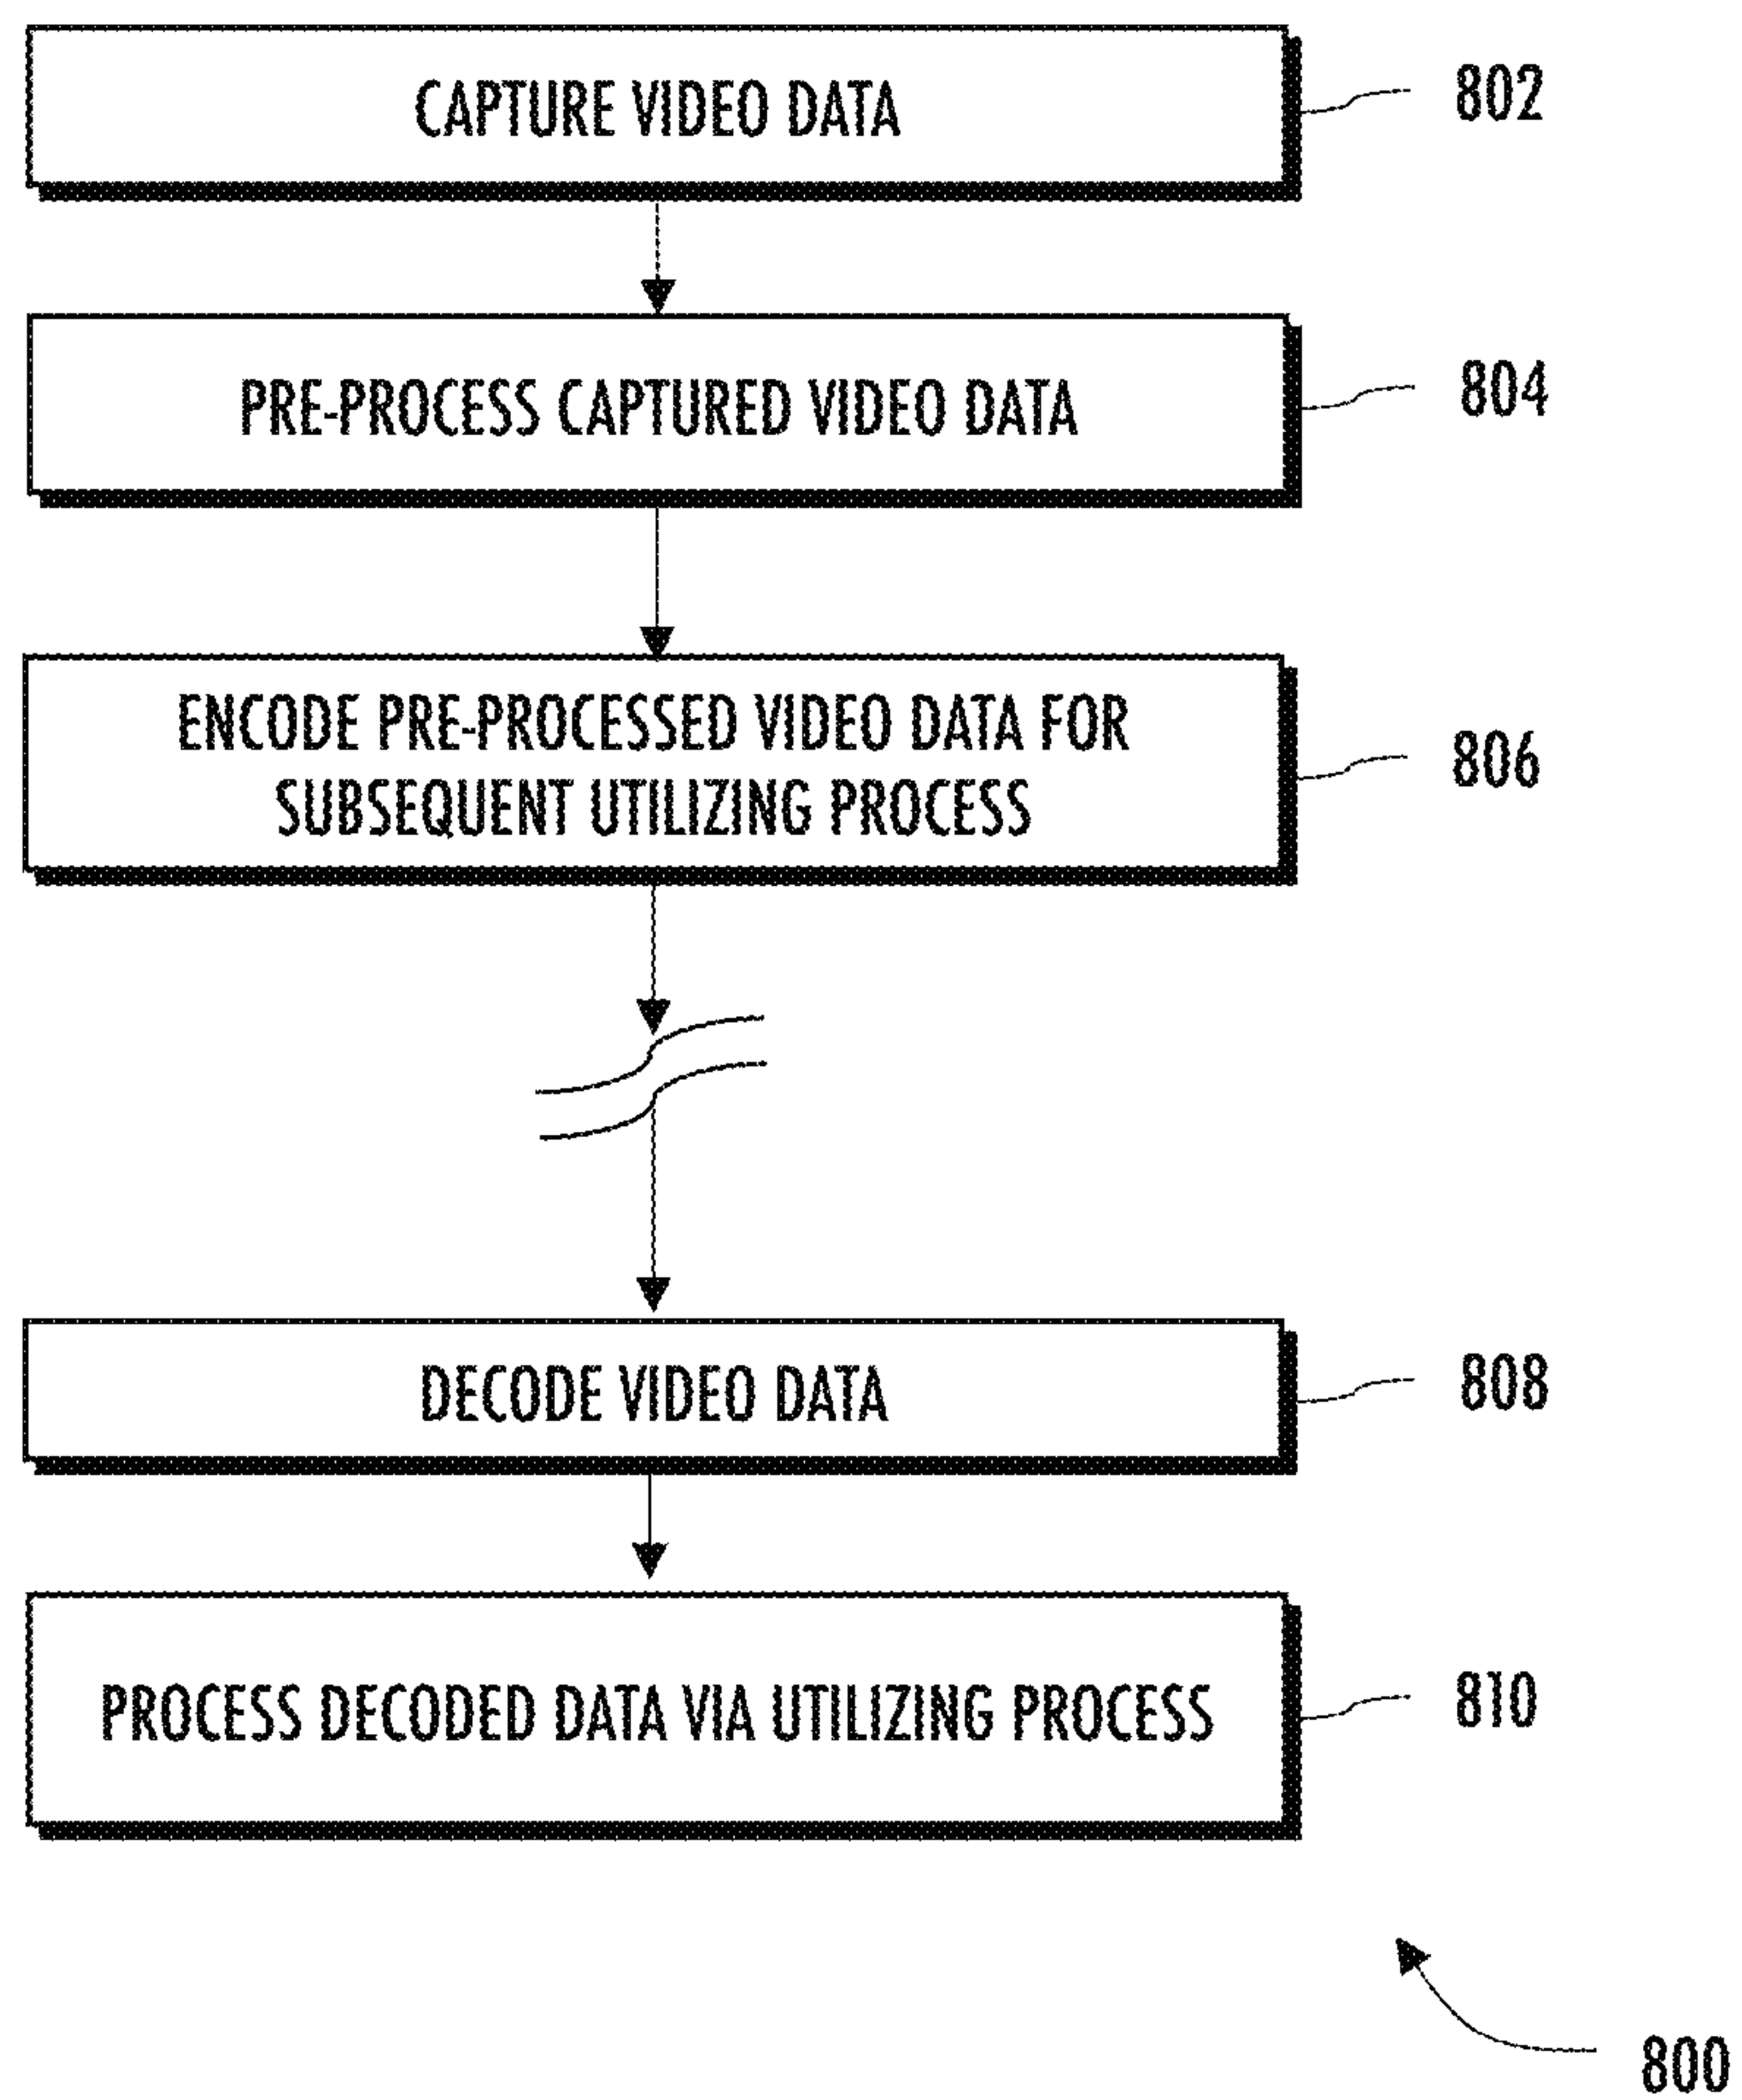 CAPTURE VIDEO DATA
802
PRE-PROCESS CAPTURED VIDEO DATA
804
ENCODE PRE-PROCESSED VIDEO DATA FOR
SUBSEQUENT UTILIZING PROCESS
806
DECODE VIDEO DATA
808
PROCESS DECODED DATA VIA UTILIZING PROCESS
810
800